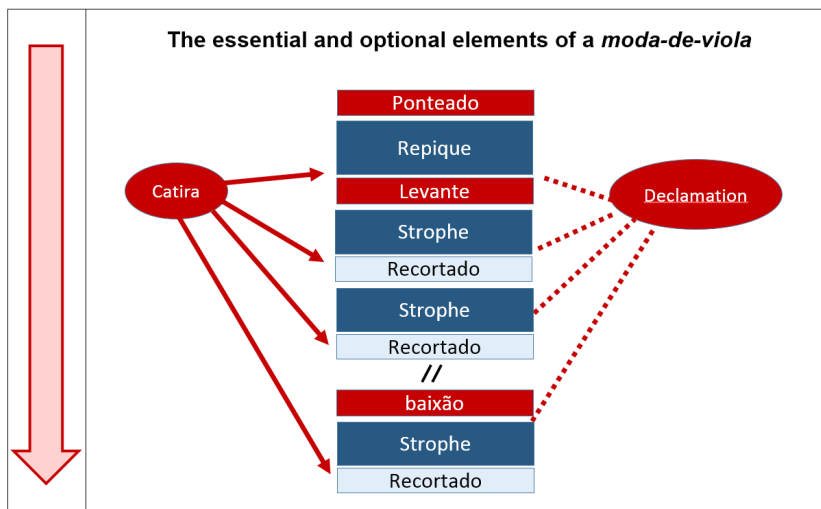 The essential and optional elements of a moda-de-viola
Ponteado
Repique
Catira
Levante
Declamation
Strophe
Recortado
Strophe
Recortado
//
baixão
Strophe
Recortado